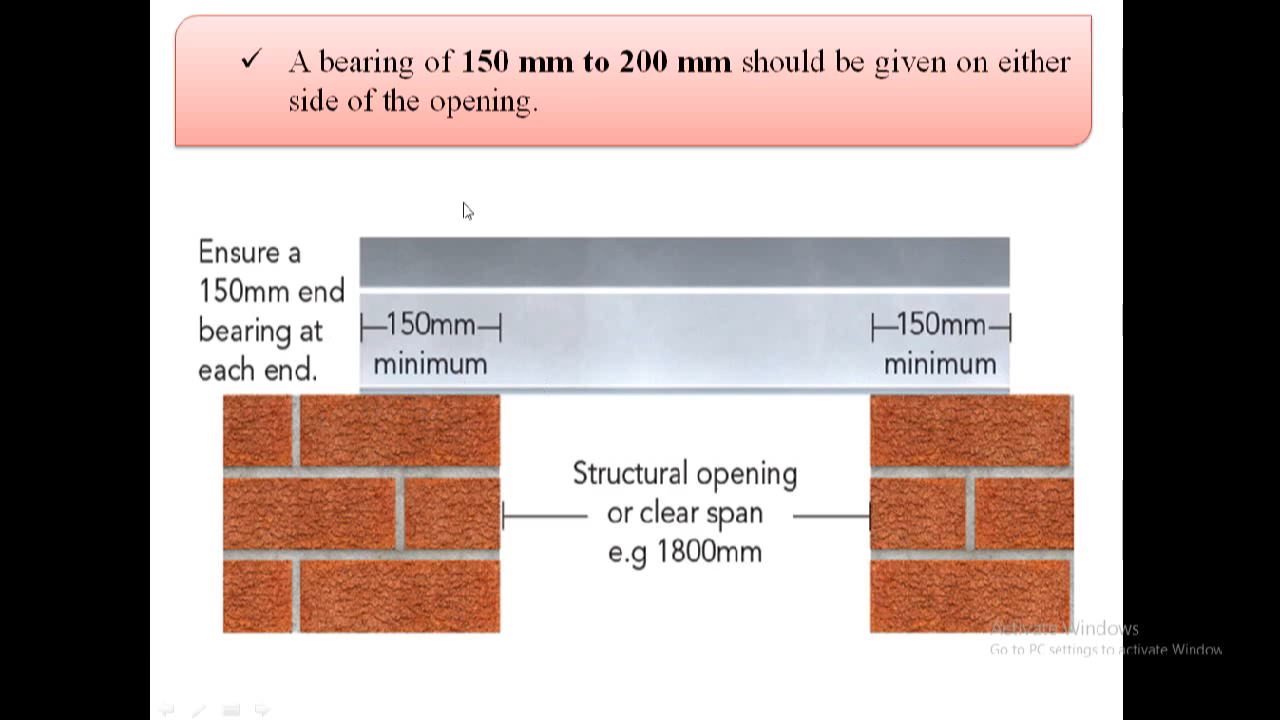 ✓ A bearing of 150 mm to 200 mm should be given on either
side of the opening.
Ensure a
150mm end
bearing at
each end.
150mm
minimum
150mm
minimum
Structural opening
or clear span
e.g 1800mm
Activate Windows
Go to PC settings to activate Window